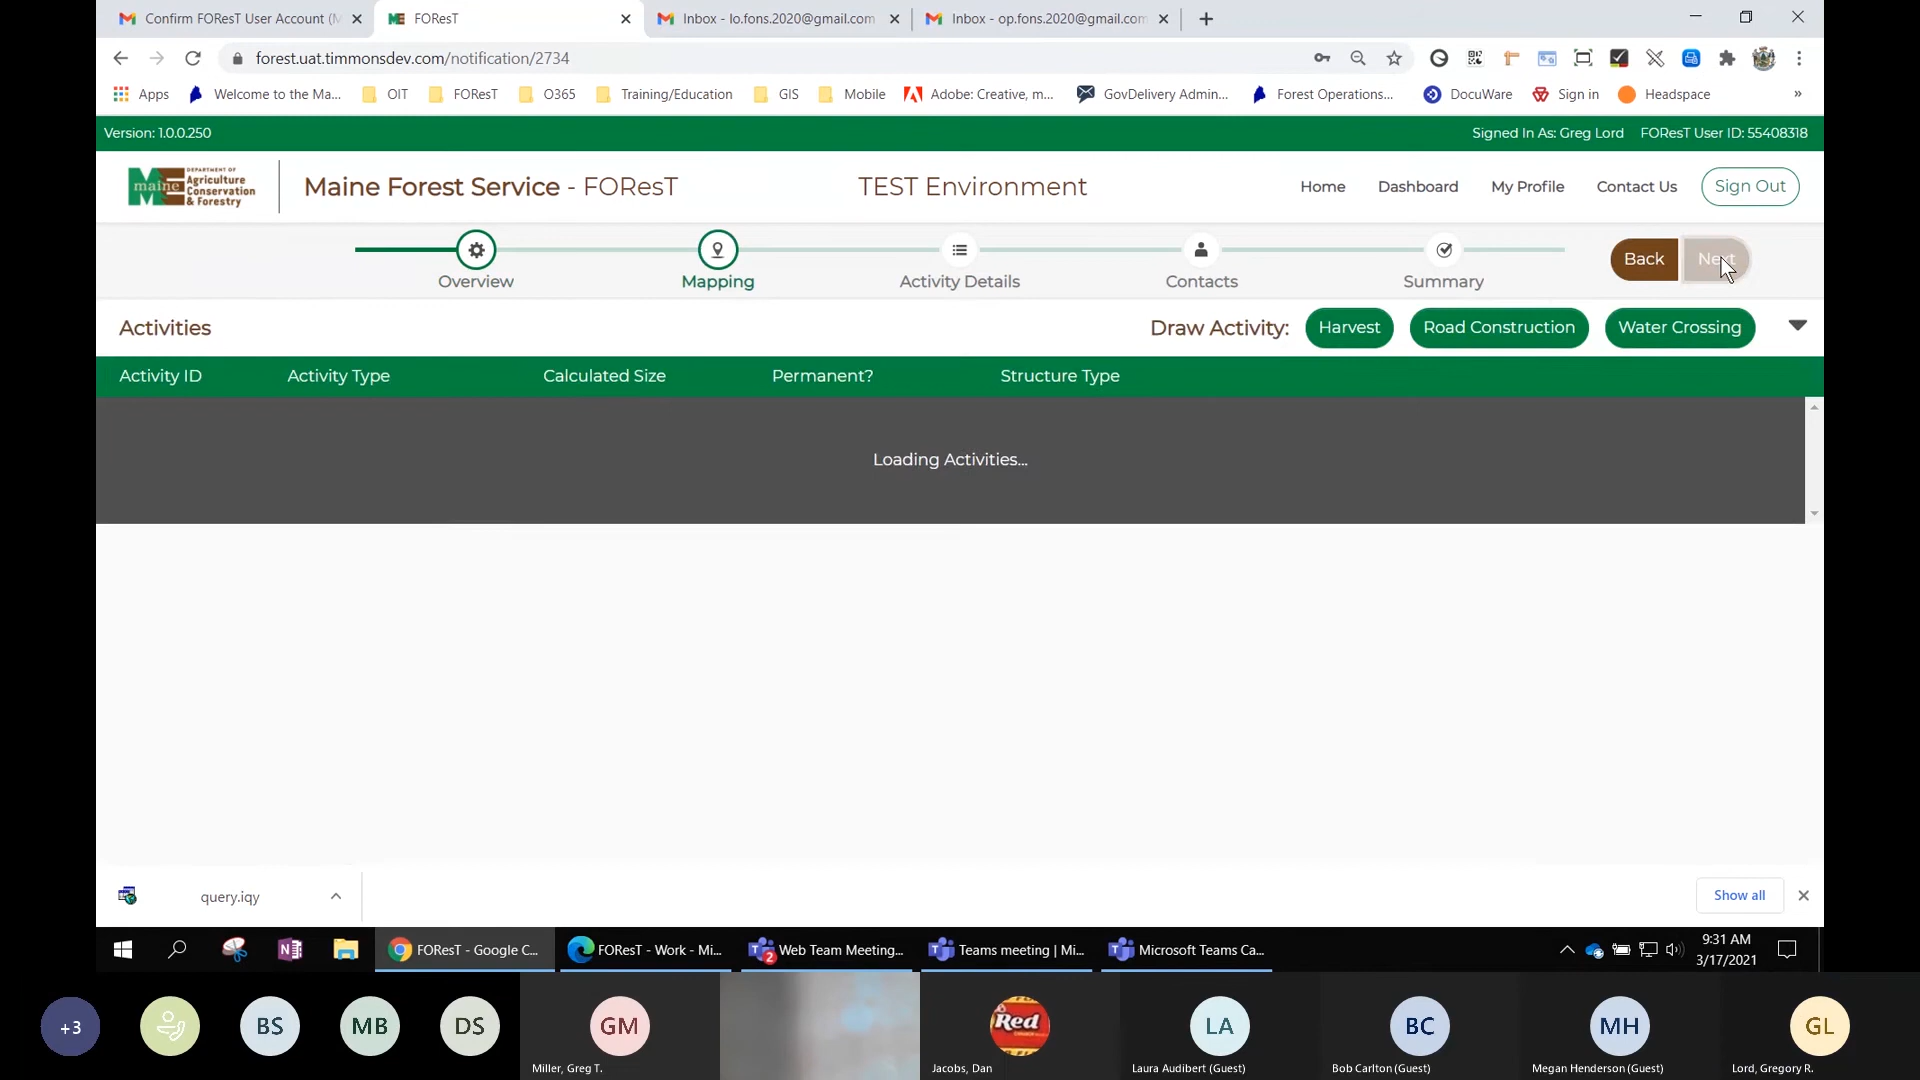 Confirm FOResT User Account (M
FOResT
Inbox - lo.fons.2020@gmail.com
Inbox - op.fons.2020@gmail.com
forest.uat.timmonsdev.com/notification/2734
Apps
Welcome to the Ma...
OIT
FOResT
O365
Training/Education
GIS
Mobile
Adobe: Creative, m...
GovDelivery Admin...
Forest Operations...
DocuWare
Sign in
Headspace
»
Version: 1.0.0.250
Signed In As: Greg Lord
FOResT User ID: 55408318
maine
DEPARTMENT OF
Agriculture
Conservation
& Forestry
Maine Forest Service - FOResT
TEST Environment
Home
Dashboard
My Profile
Contact Us
Sign Out
Overview
Mapping
Activity Details
Contacts
Summary
Back
Next
Activities
Draw Activity:
Harvest
Road Construction
Water Crossing
Activity ID
Activity Type
Calculated Size
Permanent?
Structure Type
Loading Activities...
query.iqy
Show all
FOResT - Google C...
FOResT - Work - Mi...
2
Web Team Meeting...
Teams meeting | Mi...
Microsoft Teams Ca...
9:31 AM
3/17/2021
+3
BS
MB
DS
GM
Red
LA
BC
MH
GL
Miller, Greg T.
Jacobs, Dan
Laura Audibert (Guest)
Bob Carlton (Guest)
Megan Henderson (Guest)
Lord, Gregory R.